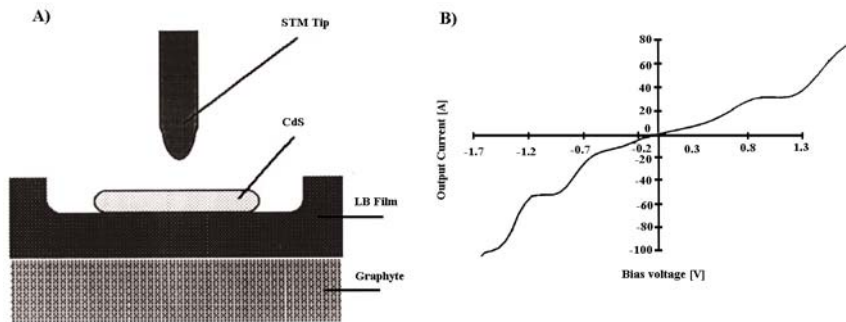 A)
STM Tip
CdS
LB Film
Graphyte
B)
Output Current [A]
80
60
40
20
0
-1.7 -1.2 -0.7 -0.2 0.3 0.8 1.3
-20
-40
-60
-80
-100
Bias voltage [V]